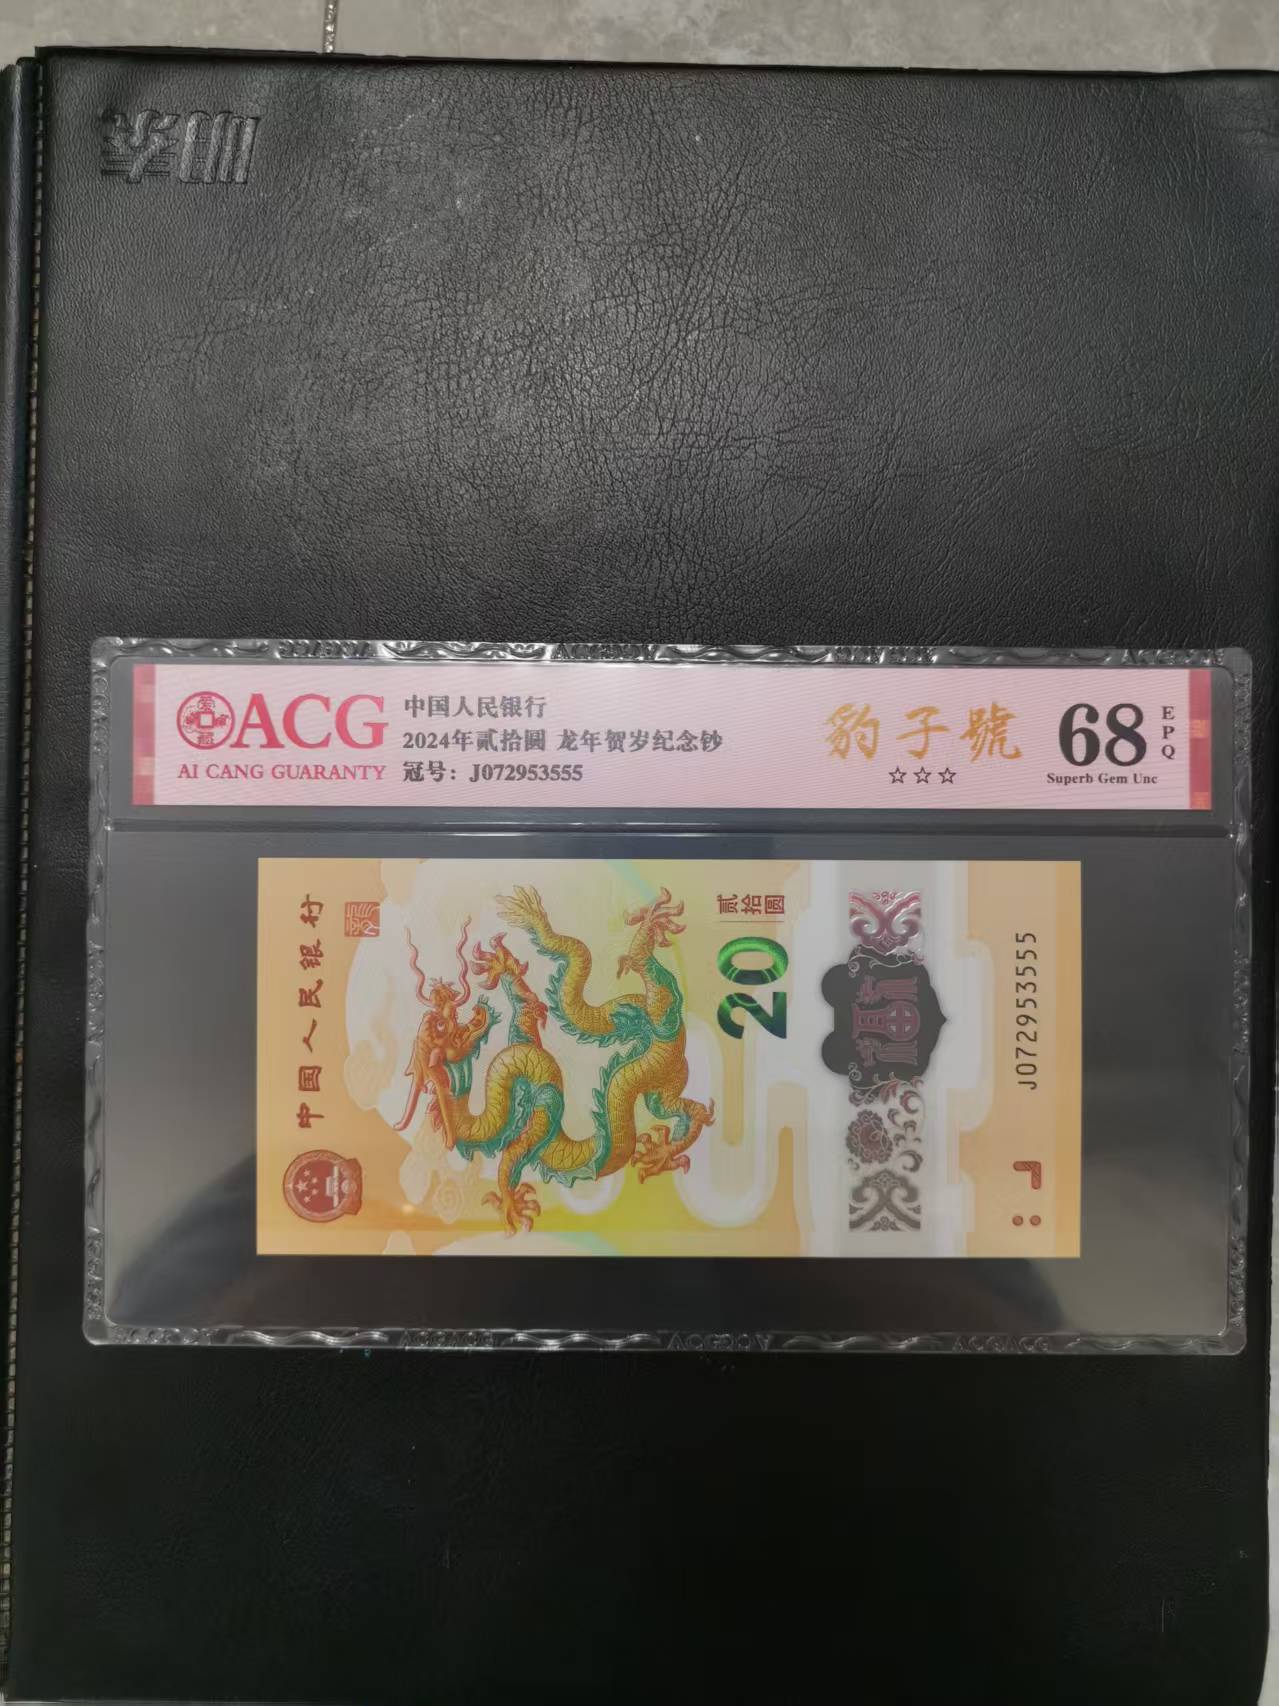 ACG
AI CANG GUARANTY
中国人民银行
2024年贰拾圆 龙年贺岁纪念钞
冠号：J072953555
豹子號
☆☆☆
68
EPQ
Superb Gem Unc
中国人民银行
贰拾圆
20
福
J072953555